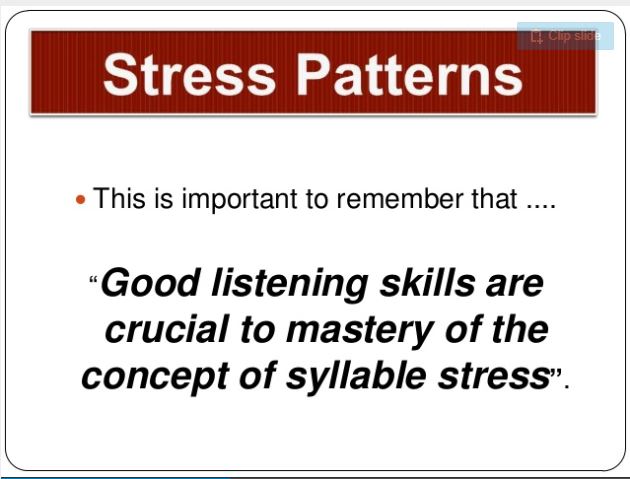 Clip slide
Stress Patterns
• This is important to remember that ....
“Good listening skills are
crucial to mastery of the
concept of syllable stress”.